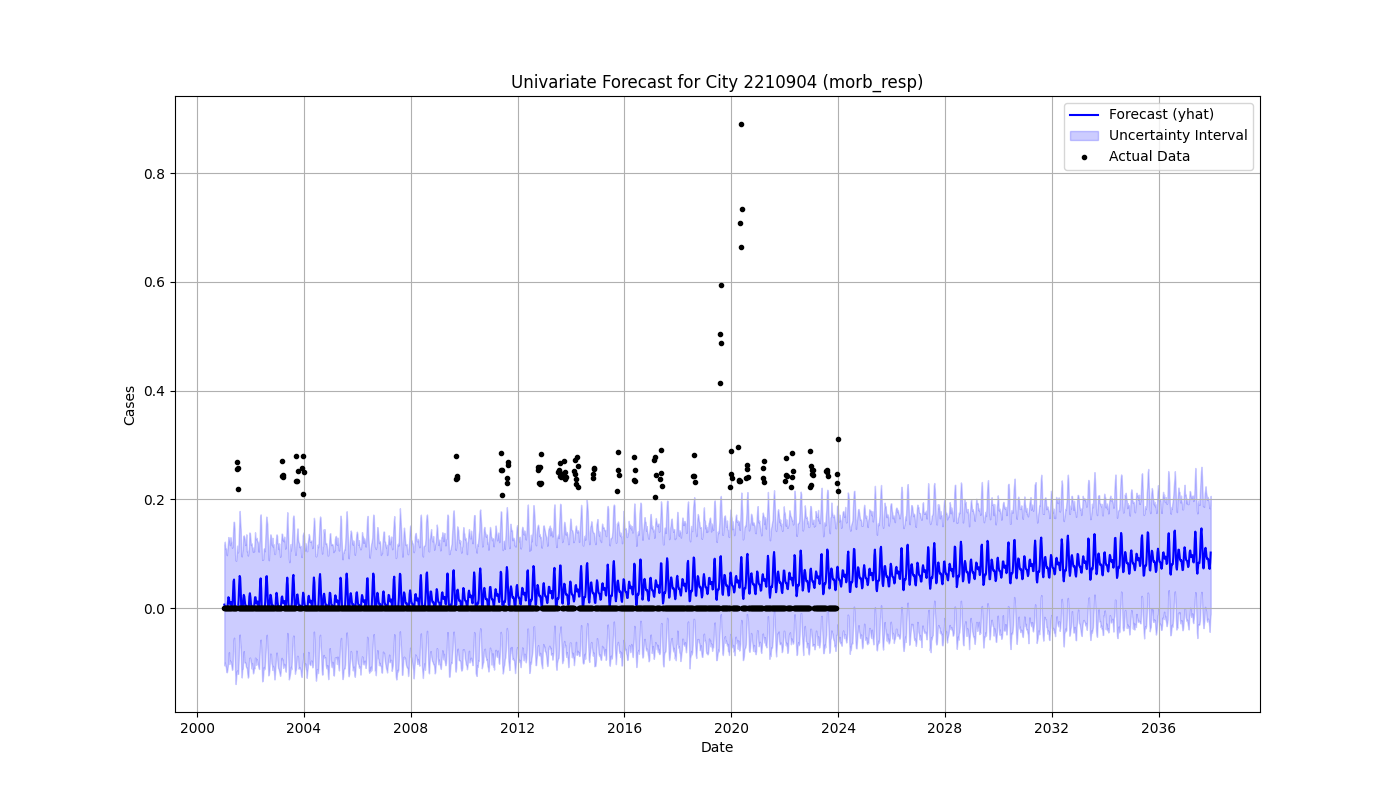 Univariate Forecast for City 2210904 (morb_resp)
Forecast (yhat)
Uncertainty Interval
Actual Data
Cases
0.8
0.6
0.4
0.2
0.0
2000 2004 2008 2012 2016 2020 2024 2028 2032 2036
Date